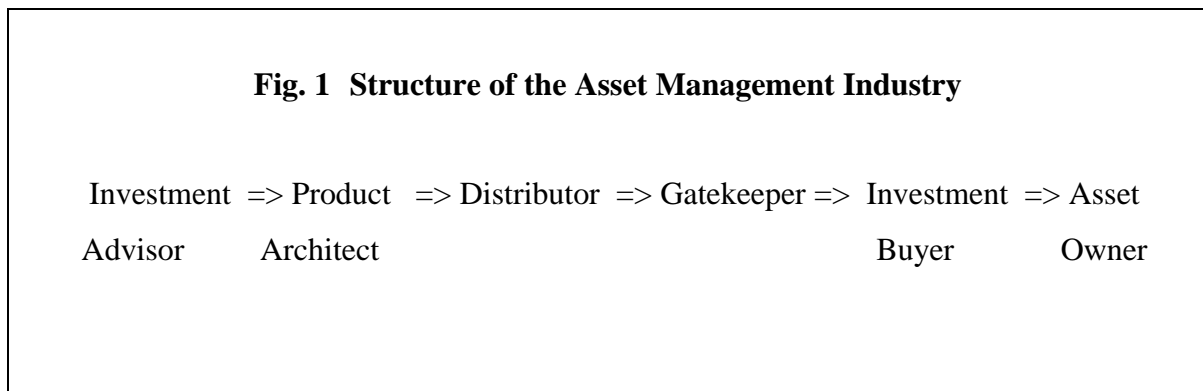 Fig. 1 Structure of the Asset Management Industry
Investment => Product => Distributor => Gatekeeper => Investment => Asset
Advisor Architect Buyer Owner